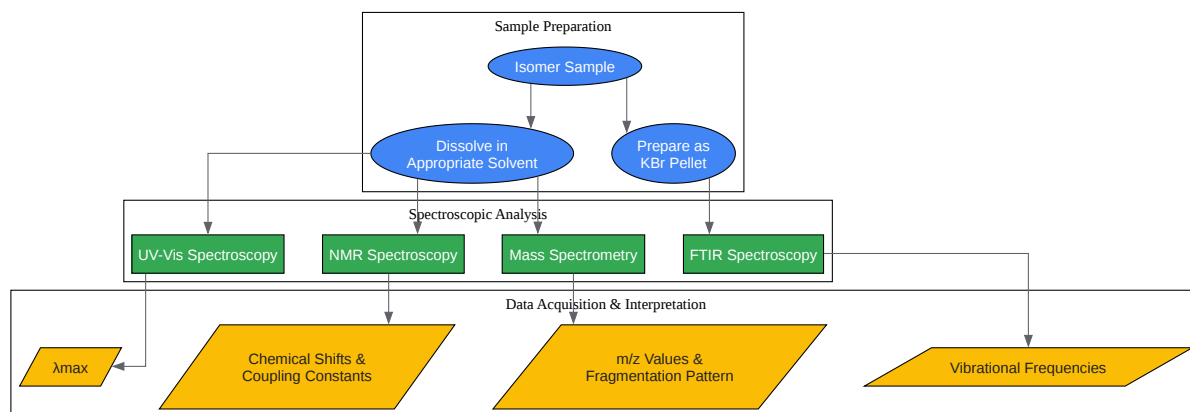 Sample Preparation
Isomer Sample
Dissolve in
Appropriate Solvent
Prepare as
KBr Pellet
Spectroscopic Analysis
UV-Vis Spectroscopy
NMR Spectroscopy
Mass Spectrometry
FTIR Spectroscopy
Data Acquisition & Interpretation
λmax
Chemical Shifts &
Coupling Constants
m/z Values &
Fragmentation Pattern
Vibrational Frequencies